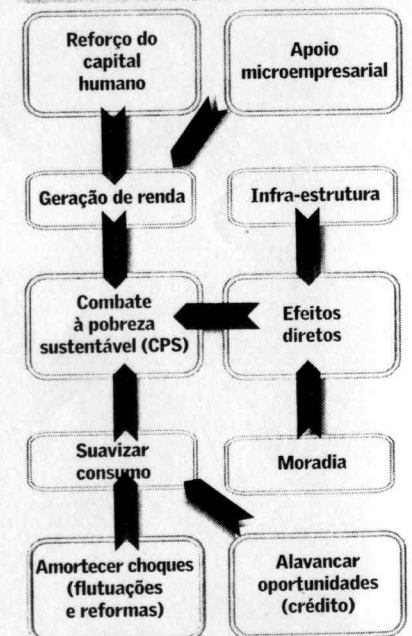 Reforço do
capital
humano
Apoio
microempresarial
Geração de renda
Infra-estrutura
Combate
à pobreza
sustentável (CPS)
Efeitos
diretos
Suavizar
consumo
Moradia
Amortecer choques
(flutuações
e reformas)
Alavancar
oportunidades
(crédito)